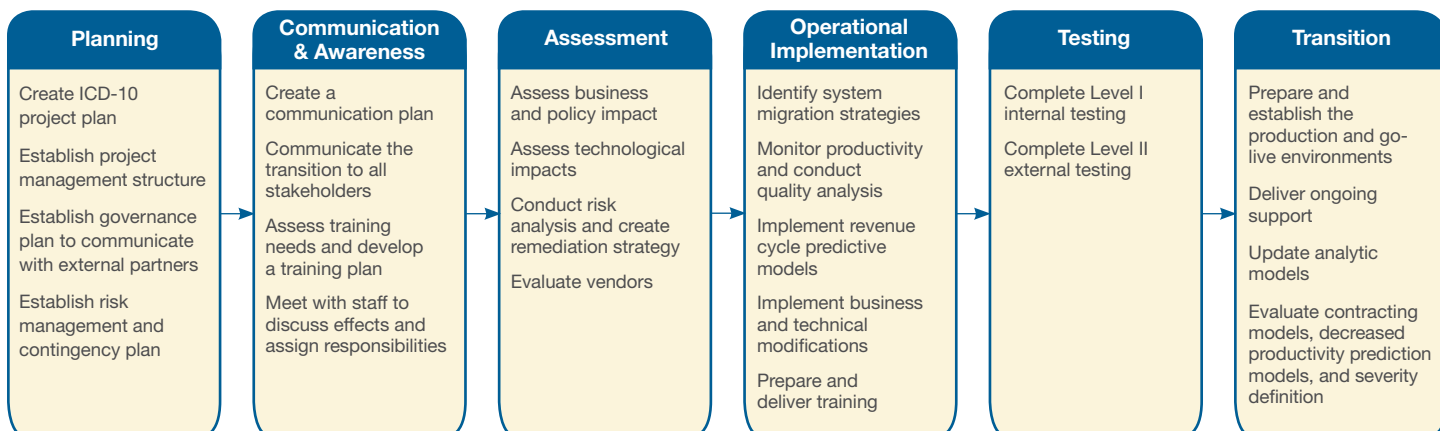 Planning
Create ICD-10
project plan
Establish project
management structure
Establish governance
plan to communicate
with external partners
Establish risk
management and
contingency plan
Communication
& Awareness
Create a
communication plan
Communicate the
transition to all
stakeholders
Assess training
needs and develop
a training plan
Meet with staff to
discuss effects and
assign responsibilities
Assessment
Assess business
and policy impact
Assess technological
impacts
Conduct risk
analysis and create
remediation strategy
Evaluate vendors
Operational
Implementation
Identify system
migration strategies
Monitor productivity
and conduct
quality analysis
Implement revenue
cycle predictive
models
Implement business
and technical
modifications
Prepare and
deliver training
Testing
Complete Level I
internal testing
Complete Level II
external testing
Transition
Prepare and
establish the
production and go-
live environments
Deliver ongoing
support
Update analytic
models
Evaluate contracting
models, decreased
productivity prediction
models, and severity
definition